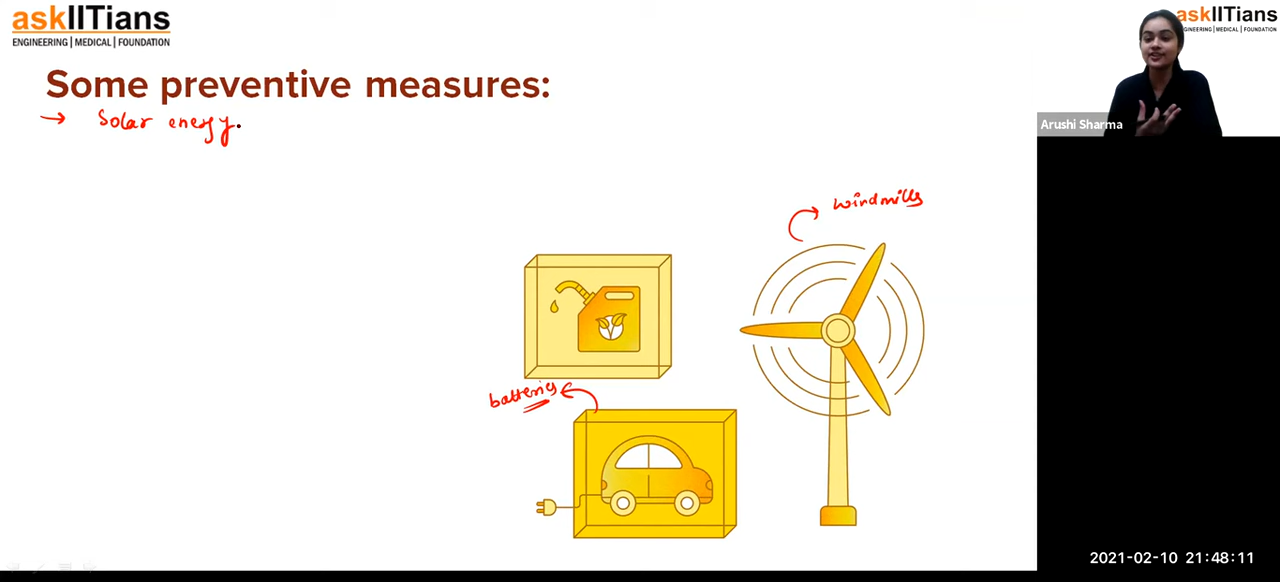 askIITians
ENGINEERING | MEDICAL | FOUNDATION
askIITians
ENGINEERING | MEDICAL | FOUNDATION
Some preventive measures:
→ Solar energy.
Arushi Sharma
windmills
batteries
2021-02-10 21:48:11